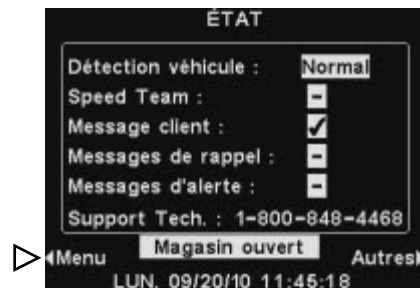 ÉTAT
Détection véhicule : Normal
Speed Team : -
Message client : ✓
Messages de rappel : -
Messages d'alerte : -
Support Tech. : 1-800-848-4468
Magasin ouvert
Menu Autres
LUN. 09/20/10 11:45:18